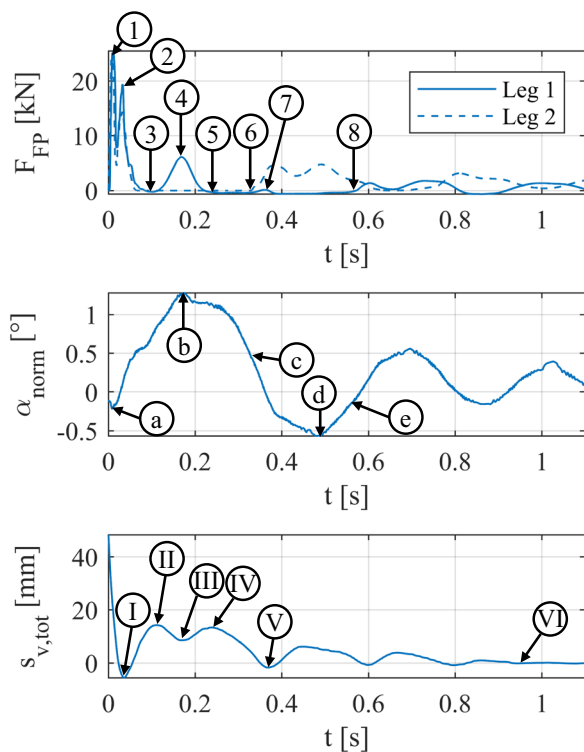 1
2
3
4
5
6
7
8
Leg 1
Leg 2
F_FP [kN]
20
10
0
0 0.2 0.4 0.6 0.8 1
t [s]
α_norm [°]
1
0.5
0
-0.5
a
b
c
d
e
0 0.2 0.4 0.6 0.8 1
t [s]
s_v,tot [mm]
40
20
0
I
II
III
IV
V
VI
0 0.2 0.4 0.6 0.8 1
t [s]